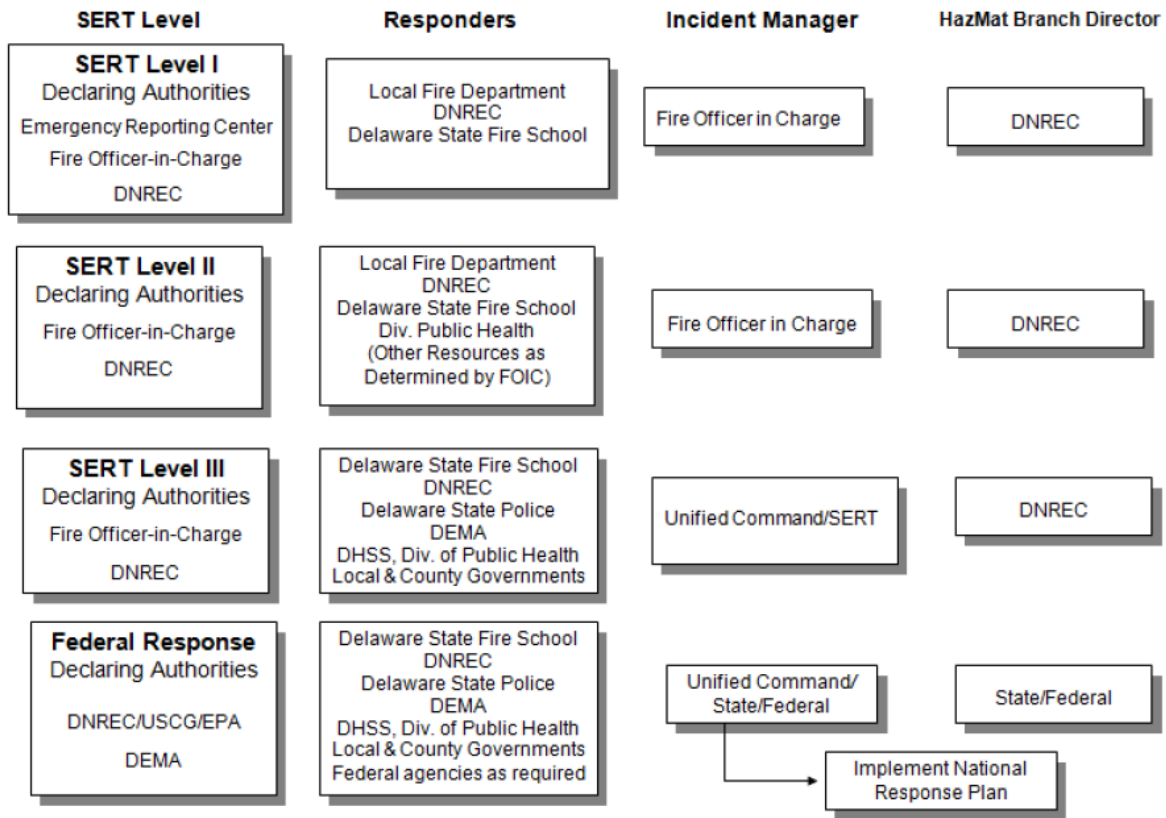 SERT Level
Responders
Incident Manager
HazMat Branch Director
SERT Level I
Declaring Authorities
Emergency Reporting Center
Fire Officer-in-Charge
DNREC
Local Fire Department
DNREC
Delaware State Fire School
Fire Officer in Charge
DNREC
SERT Level II
Declaring Authorities
Fire Officer-in-Charge
DNREC
Local Fire Department
DNREC
Delaware State Fire School
Div. Public Health
(Other Resources as
Determined by FOIC)
Fire Officer in Charge
DNREC
SERT Level III
Declaring Authorities
Fire Officer-in-Charge
DNREC
Delaware State Fire School
DNREC
Delaware State Police
DEMA
DHSS, Div. of Public Health
Local & County Governments
Unified Command/SERT
DNREC
Federal Response
Declaring Authorities
DNREC/USCG/EPA
DEMA
Delaware State Fire School
DNREC
Delaware State Police
DEMA
DHSS, Div. of Public Health
Local & County Governments
Federal agencies as required
Unified Command/
State/Federal
State/Federal
Implement National
Response Plan